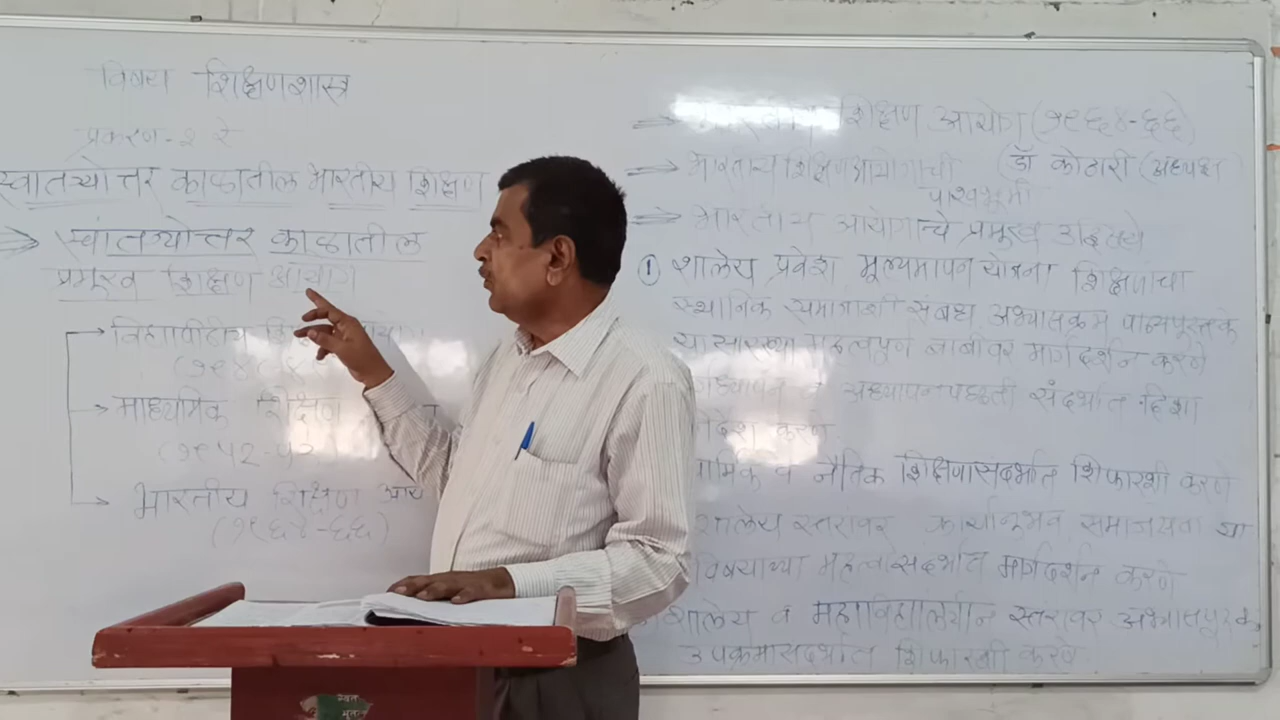 विषय शिक्षणशास्त्र
प्रकरण-२ रे
स्वातंत्र्योत्तर काळातील भारतीय शिक्षण
स्वातंत्र्योत्तर काळातील
प्रमुख शिक्षण आयोग
विद्यापीठीय
माध्यमिक शिक्षण
(१९५२-५३
भारतीय शिक्षण
(१९६४-६६)
शिक्षण आयोग (१९६४-६६)
भारतीय शिक्षण आयोगाची (डॉ कोठारी (अध्यक्ष
पार्श्वभूमी
भारतीय आयोगाचे प्रमुख उद्दिष्ट्ये
① शालेय प्रवेश मूल्यमापन योजना शिक्षणाचा
स्थानिक समाजाशी संबंध अभ्यासक्रम पाठ्यपुस्तके
या सारख्या महत्वपूर्ण बाबींवर मार्गदर्शन करणे
व अध्यापन पद्धती संदर्भात दिशा
करणे
व नैतिक शिक्षणासंदर्भात शिफारशी करणे
शालेय स्तरावर कार्यानुभव समाजसेवा या
विषयाच्या महत्वासंदर्भात मार्गदर्शन करणे
शालेय व महाविद्यालयीन स्तरावर अभ्यासपूरक
उपक्रमासंदर्भात शिफारशी करणे